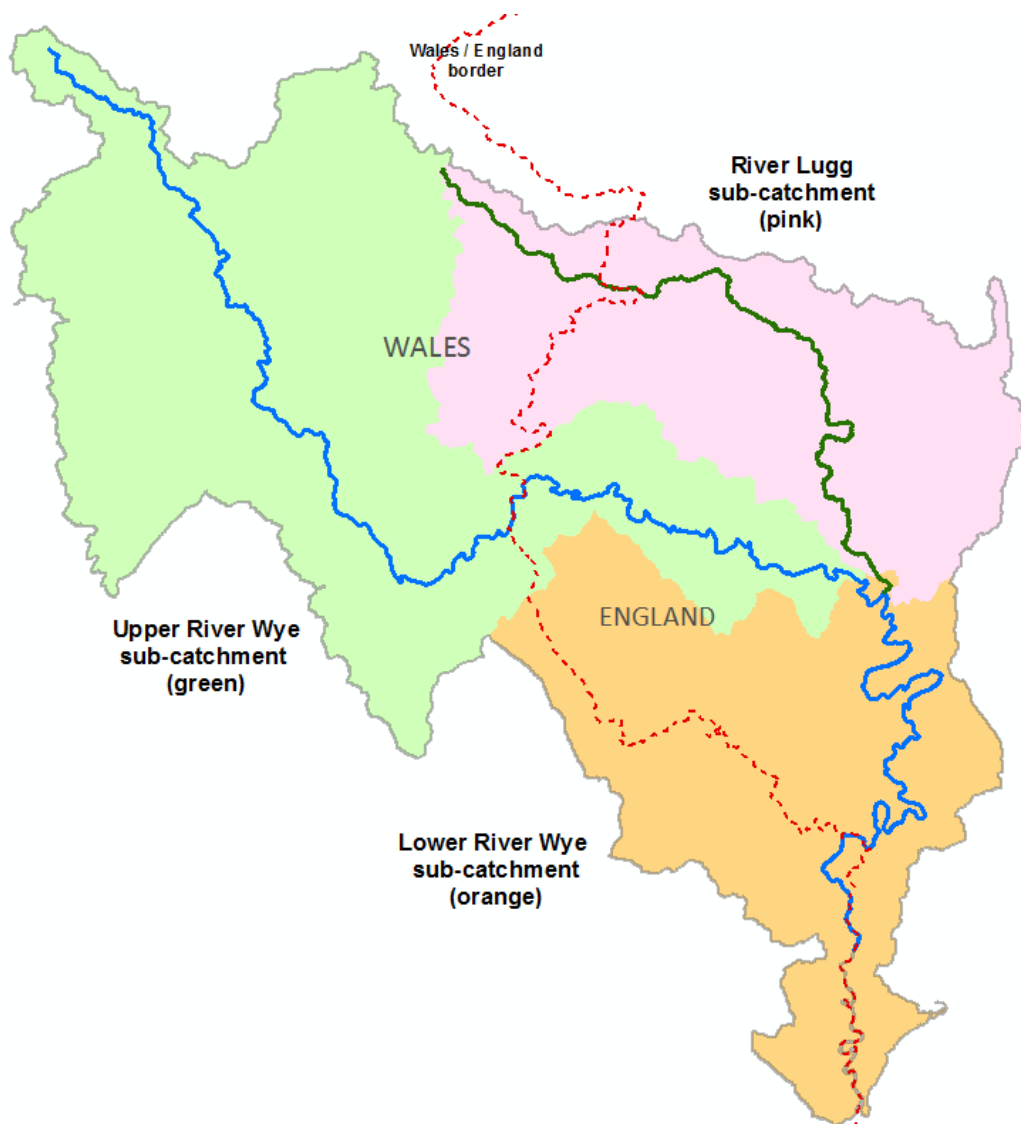 Wales / England
border
River Lugg
sub-catchment
(pink)
WALES
ENGLAND
Upper River Wye
sub-catchment
(green)
Lower River Wye
sub-catchment
(orange)